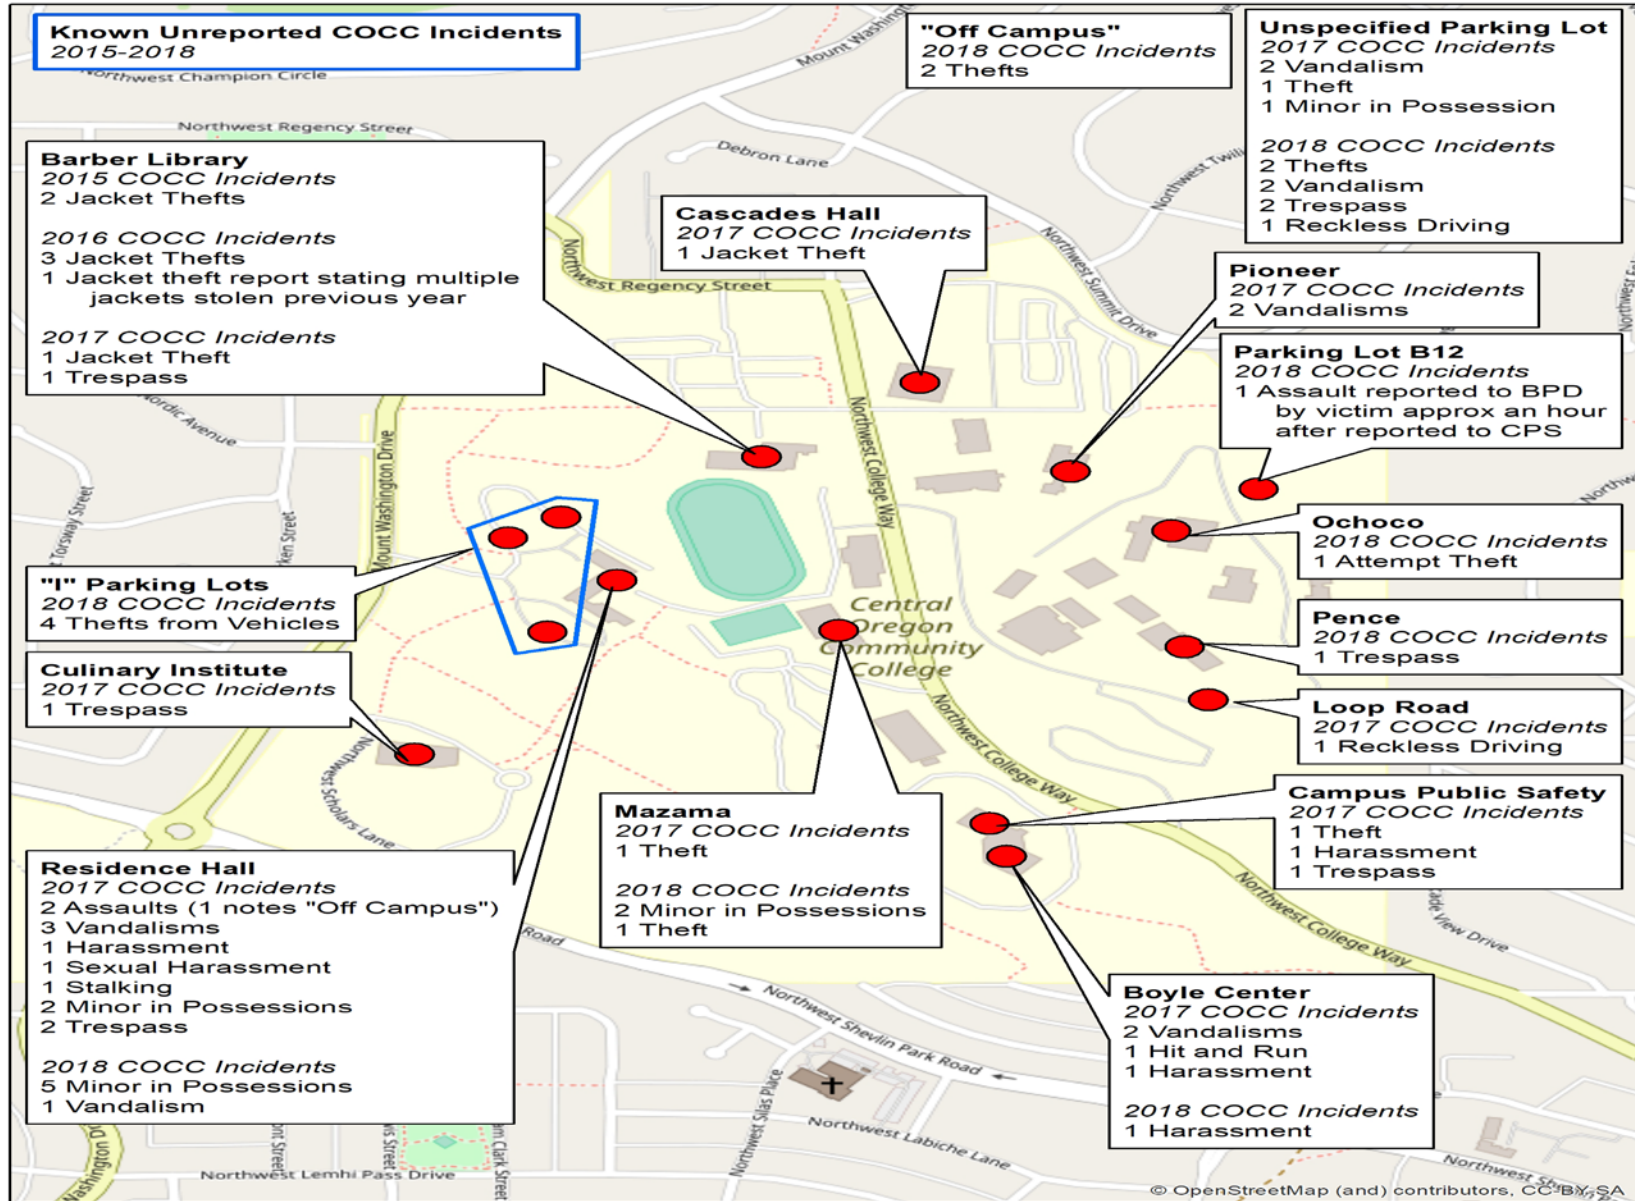 Known Unreported COCC Incidents
2015-2018
"Off Campus"
2018 COCC Incidents
2 Thefts
Unspecified Parking Lot
2017 COCC Incidents
2 Vandalism
1 Theft
1 Minor in Possession
2018 COCC Incidents
2 Thefts
2 Vandalism
2 Trespass
1 Reckless Driving
Barber Library
2015 COCC Incidents
2 Jacket Thefts
2016 COCC Incidents
3 Jacket Thefts
1 Jacket theft report stating multiple
jackets stolen previous year
2017 COCC Incidents
1 Jacket Theft
1 Trespass
Cascades Hall
2017 COCC Incidents
1 Jacket Theft
Pioneer
2017 COCC Incidents
2 Vandalisms
Parking Lot B12
2018 COCC Incidents
1 Assault reported to BPD
by victim approx an hour
after reported to CPS
Ochoco
2018 COCC Incidents
1 Attempt Theft
"I" Parking Lots
2018 COCC Incidents
4 Thefts from Vehicles
Pence
2018 COCC Incidents
1 Trespass
Culinary Institute
2017 COCC Incidents
1 Trespass
Loop Road
2017 COCC Incidents
1 Reckless Driving
Mazama
2017 COCC Incidents
1 Theft
2018 COCC Incidents
2 Minor in Possessions
1 Theft
Campus Public Safety
2017 COCC Incidents
1 Theft
1 Harassment
1 Trespass
Residence Hall
2017 COCC Incidents
2 Assaults (1 notes "Off Campus")
3 Vandalisms
1 Harassment
1 Sexual Harassment
1 Stalking
2 Minor in Possessions
2 Trespass
2018 COCC Incidents
5 Minor in Possessions
1 Vandalism
Boyle Center
2017 COCC Incidents
2 Vandalisms
1 Hit and Run
1 Harassment
2018 COCC Incidents
1 Harassment
Northwest Champion Circle
Mount Washington
Northwest Regency Street
Debron Lane
Northwest Summit Drive
Northwest Regency Street
Northwest Regency Street
Nordic Avenue
Mount Washington Drive
Torsway Street
Northwest College Way
Central
Oregon
Community
College
Northwest College Way
Northwest Scholars Lane
Northwest College Way
View Drive
Road
Northwest Shevlin Park Road
Northwest Silas Place
Northwest Labiche Lane
Clark Street
Washington
Northwest Lemhi Pass Drive
Northwest
© OpenStreetMap (and) contributors, CC-BY-SA